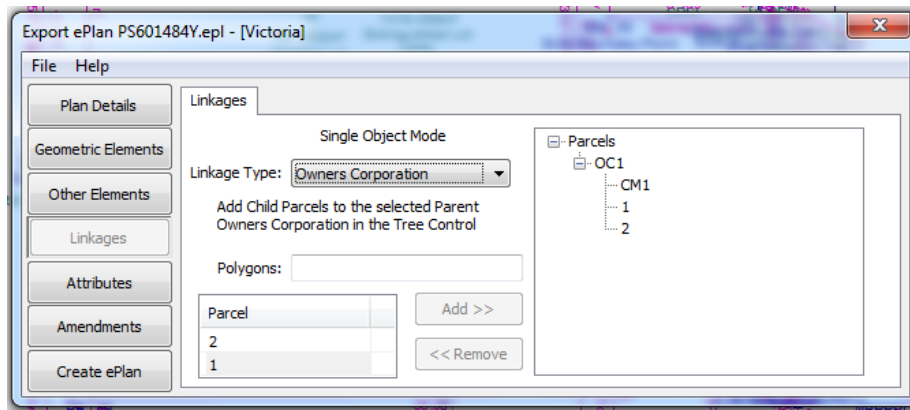 Export ePlan PS601484Y.epl - [Victoria]
File Help
Plan Details
Geometric Elements
Other Elements
Linkages
Attributes
Amendments
Create ePlan
Linkages
Single Object Mode
Linkage Type: Owners Corporation
Add Child Parcels to the selected Parent
Owners Corporation in the Tree Control
Polygons:
Parcel
2
1
Add >>
<< Remove
Parcels
OC1
CM1
1
2